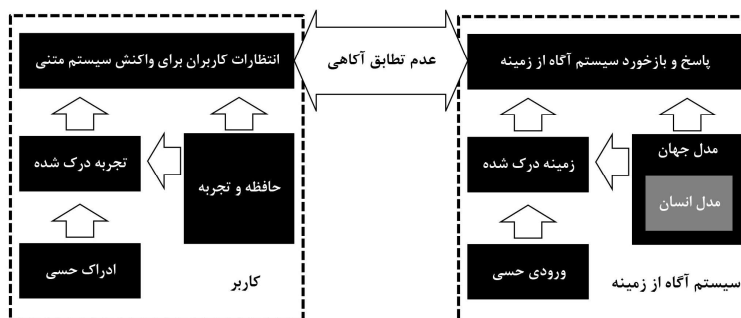 پاسخ و بازخورد سیستم آگاه از زمینه
عدم تطابق آگاهی
انتظارات کاربران برای واکنش سیستم متنی
مدل جهان
مدل انسان
زمینه درک شده
ورودی حسی
سیستم آگاه از زمینه
حافظه و تجربه
تجربه درک شده
ادراک حسی
کاربر